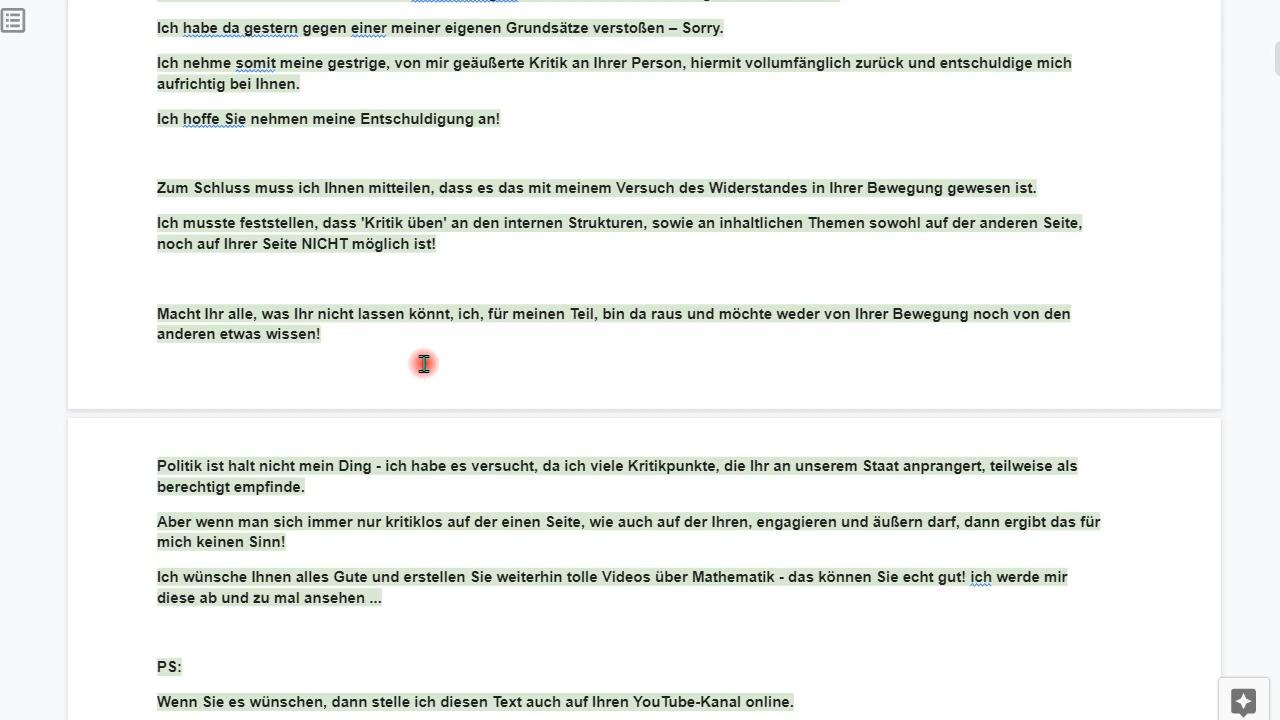 Ich habe da gestern gegen einer meiner eigenen Grundsätze verstoßen – Sorry.
Ich nehme somit meine gestrige, von mir geäußerte Kritik an Ihrer Person, hiermit vollumfänglich zurück und entschuldige mich
aufrichtig bei Ihnen.
Ich hoffe Sie nehmen meine Entschuldigung an!
Zum Schluss muss ich Ihnen mitteilen, dass es das mit meinem Versuch des Widerstandes in Ihrer Bewegung gewesen ist.
Ich musste feststellen, dass 'Kritik üben' an den internen Strukturen, sowie an inhaltlichen Themen sowohl auf der anderen Seite,
noch auf Ihrer Seite NICHT möglich ist!
Macht Ihr alle, was Ihr nicht lassen könnt, ich, für meinen Teil, bin da raus und möchte weder von Ihrer Bewegung noch von den
anderen etwas wissen!
Politik ist halt nicht mein Ding - ich habe es versucht, da ich viele Kritikpunkte, die Ihr an unserem Staat anprangert, teilweise als
berechtigt empfinde.
Aber wenn man sich immer nur kritiklos auf der einen Seite, wie auch auf der Ihren, engagieren und äußern darf, dann ergibt das für
mich keinen Sinn!
Ich wünsche Ihnen alles Gute und erstellen Sie weiterhin tolle Videos über Mathematik - das können Sie echt gut! ich werde mir
diese ab und zu mal ansehen ...
PS:
Wenn Sie es wünschen, dann stelle ich diesen Text auch auf Ihren YouTube-Kanal online.